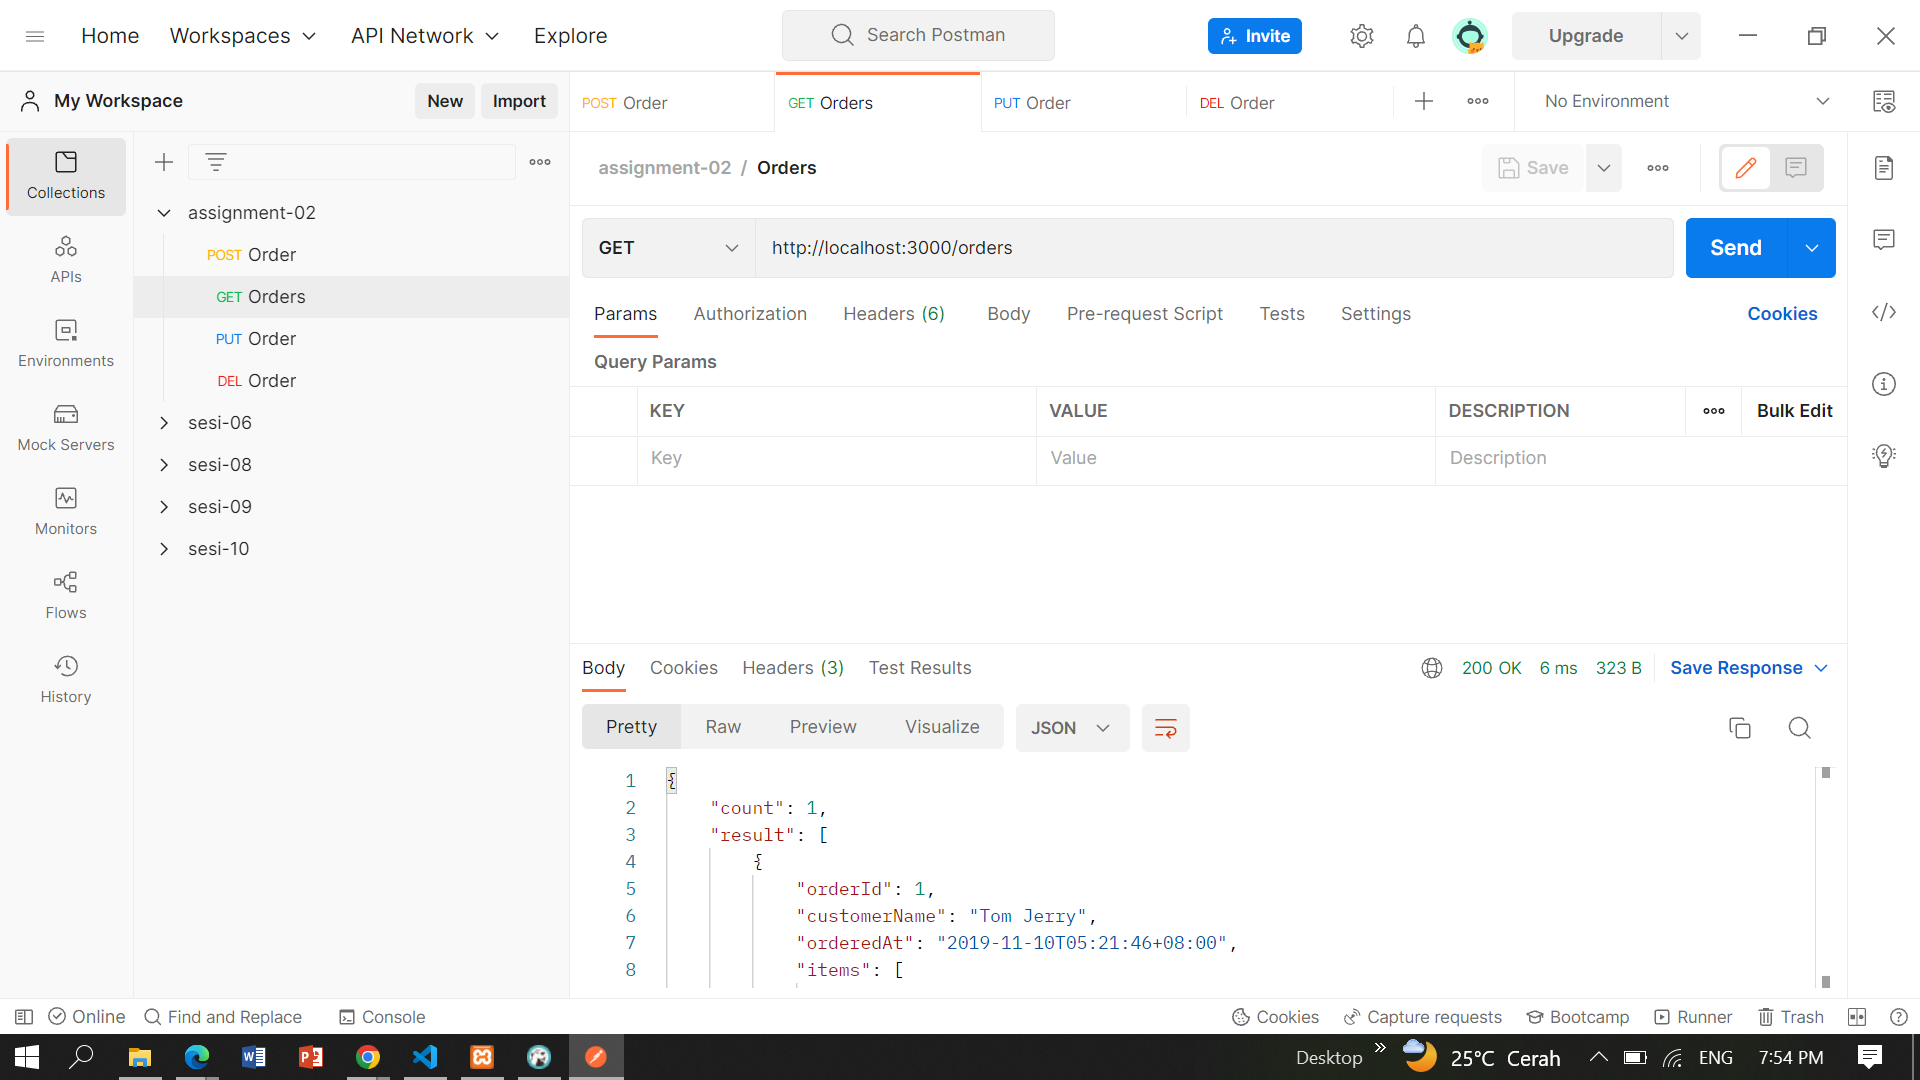 Home Workspaces API Network Explore Search Postman Invite Upgrade
My Workspace New Import POST Order GET Orders PUT Order DEL Order No Environment
Collections
APIs
Environments
Mock Servers
Monitors
Flows
History
assignment-02
POST Order
GET Orders
PUT Order
DEL Order
sesi-06
sesi-08
sesi-09
sesi-10
assignment-02 / Orders Save
GET http://localhost:3000/orders Send
Params Authorization Headers (6) Body Pre-request Script Tests Settings Cookies
Query Params
KEY VALUE DESCRIPTION Bulk Edit
Key Value Description
Body Cookies Headers (3) Test Results 200 OK 6 ms 323 B Save Response
Pretty Raw Preview Visualize JSON
1 {
2 "count": 1,
3 "result": [
4 {
5 "orderId": 1,
6 "customerName": "Tom Jerry",
7 "orderedAt": "2019-11-10T05:21:46+08:00",
8 "items": [
Online Find and Replace Console Cookies Capture requests Bootcamp Runner Trash
Desktop 25°C Cerah ENG 7:54 PM